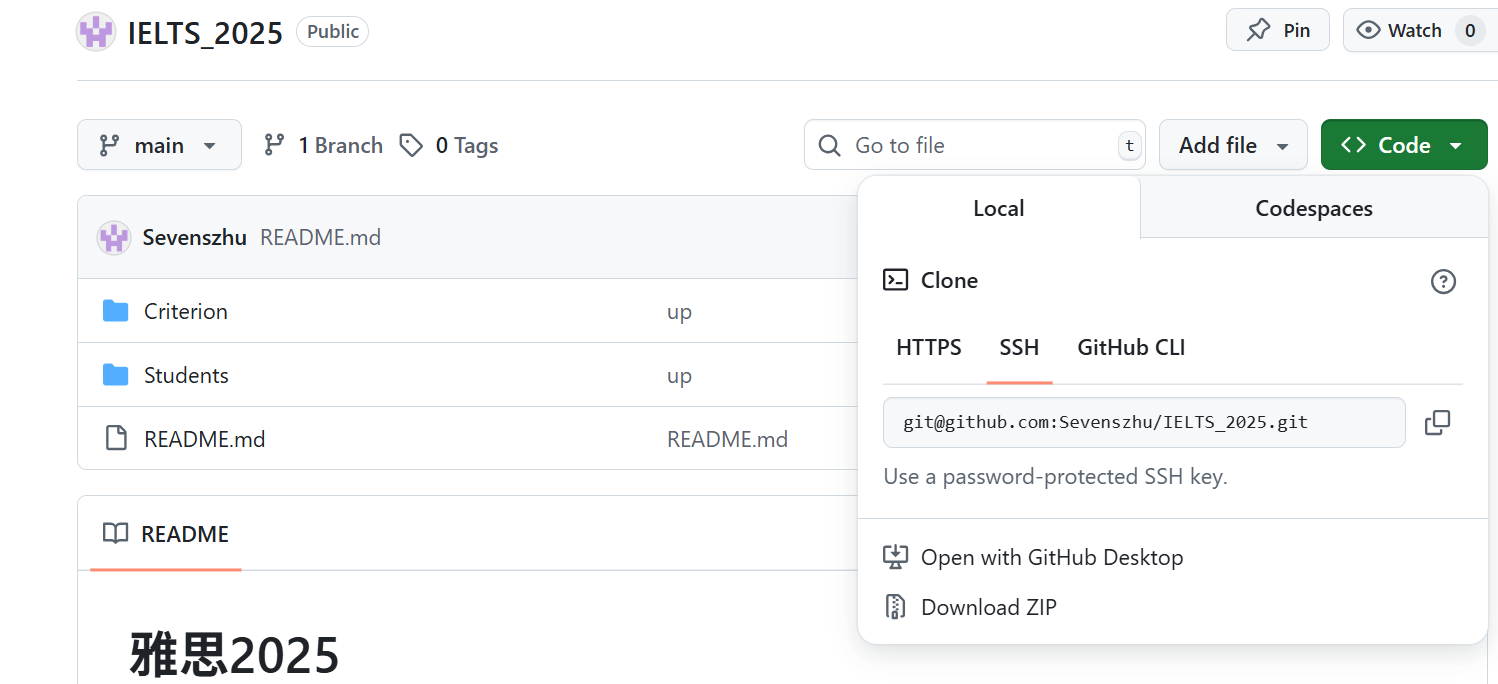 IELTS_2025 Public Pin Watch 0
main 1 Branch 0 Tags Go to file t Add file Code
Local Codespaces
Sevenszhu README.md
Clone
Criterion up
HTTPS SSH GitHub CLI
Students up
git@github.com:Sevenszhu/IELTS_2025.git
README.md README.md
Use a password-protected SSH key.
README
Open with GitHub Desktop
Download ZIP
雅思2025